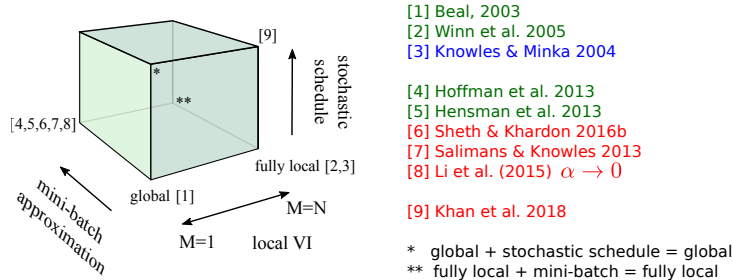 [9]
*
**
stochastic
schedule
[4,5,6,7,8]
fully local [2,3]
global [1]
mini-batch
approximation
M=N
M=1
local VI
[1] Beal, 2003
[2] Winn et al. 2005
[3] Knowles & Minka 2004
[4] Hoffman et al. 2013
[5] Hensman et al. 2013
[6] Sheth & Khardon 2016b
[7] Salimans & Knowles 2013
[8] Li et al. (2015) α → 0
[9] Khan et al. 2018
* global + stochastic schedule = global
** fully local + mini-batch = fully local